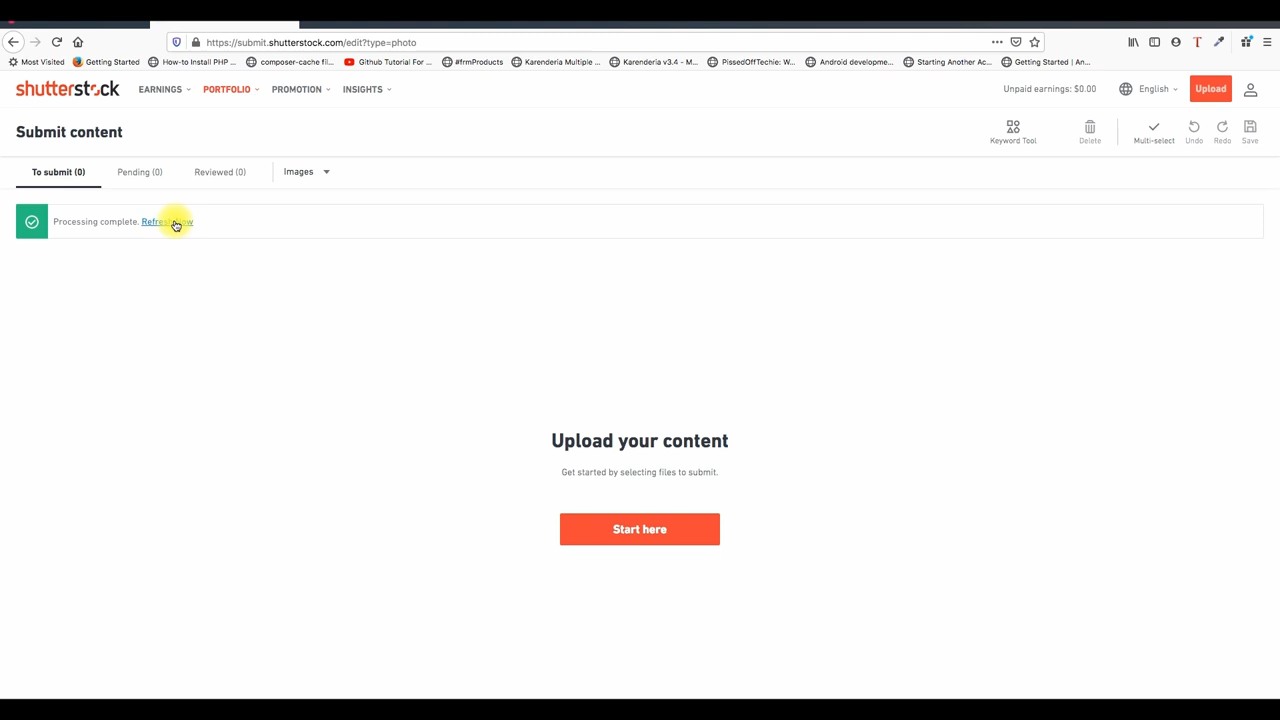 https://submit.shutterstock.com/edit?type=photo
Most Visited Getting Started How-to Install PHP ... composer-cache fil... Github Tutorial For ... #frmProducts Karenderia Multiple ... Karenderia v3.4 - M... PissedOffTechie: W... Android developme... Starting Another Ac... Getting Started | An...
shutterstock EARNINGS PORTFOLIO PROMOTION INSIGHTS Unpaid earnings: $0.00 English Upload
Submit content Keyword Tool Delete Multi-select Undo Redo Save
To submit (0) Pending (0) Reviewed (0) Images
Processing complete. Refresh now
Upload your content
Get started by selecting files to submit.
Start here